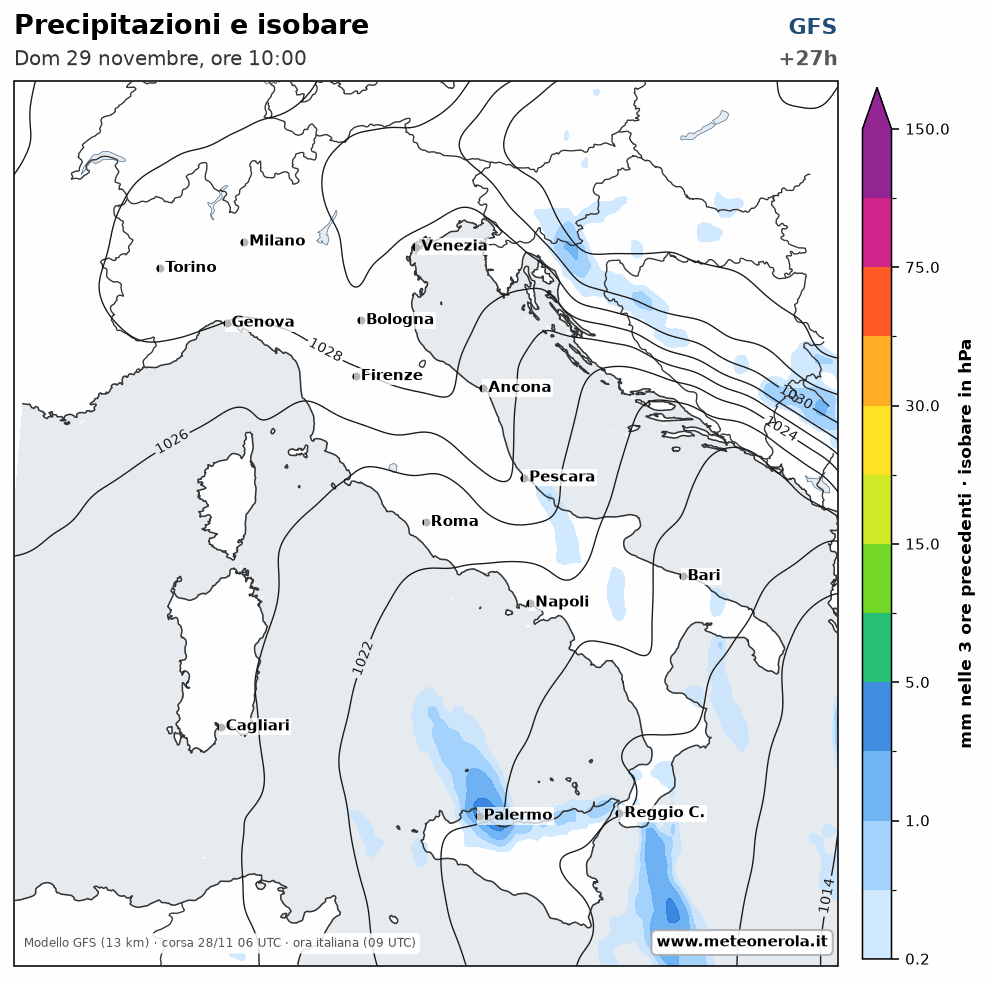 Precipitazioni e isobare
GFS
Dom 29 novembre, ore 10:00
+27h
150.0
75.0
30.0
15.0
5.0
1.0
0.2
mm nelle 3 ore precedenti · isobare in hPa
Milano
Venezia
Torino
Genova
Bologna
1028
Firenze
Ancona
1030
1024
1026
Pescara
Roma
Bari
Napoli
1022
Cagliari
Palermo
Reggio C.
1014
Modello GFS (13 km) · corsa 28/11 06 UTC · ora italiana (09 UTC)
www.meteonerola.it